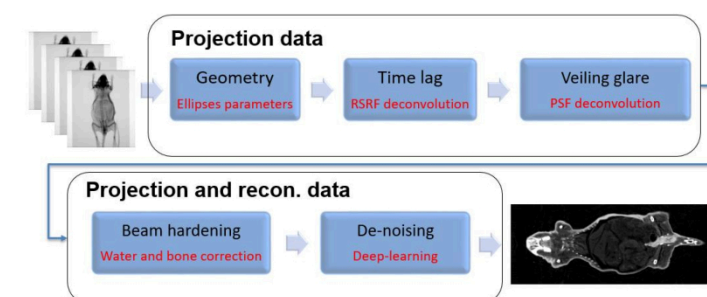 Projection data
Geometry
Ellipses parameters
Time lag
RSRF deconvolution
Veiling glare
PSF deconvolution
Projection and recon. data
Beam hardening
Water and bone correction
De-noising
Deep-learning